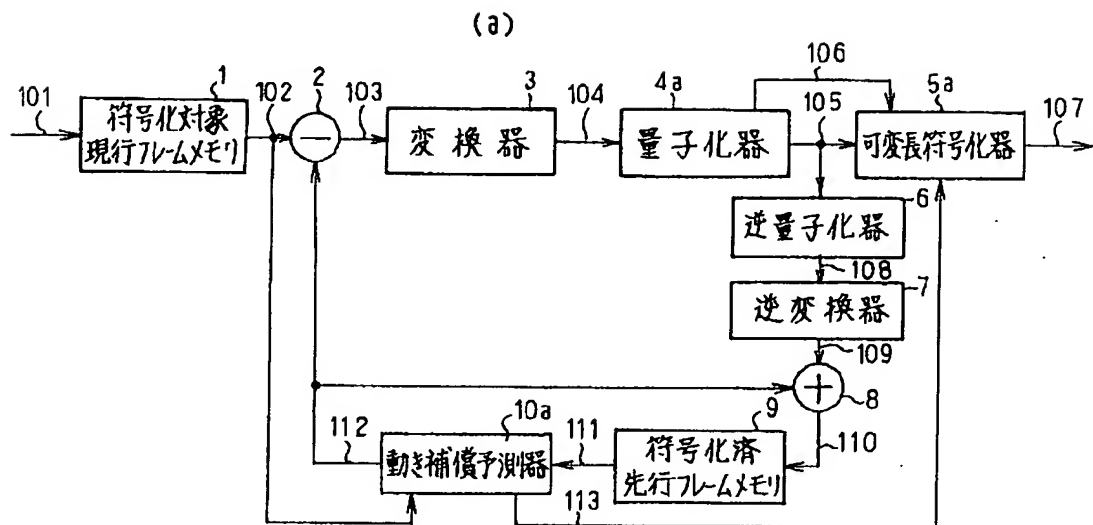 (a)
106
101
1
102
2
103
3
104
4a
105
5a
107
符号化対象
現行フレームメモリ
変換器
量子化器
可変長符号化器
6
逆量子化器
108
7
逆変換器
109
8
110
9
符号化済
先行フレームメモリ
111
10a
動き補償予測器
112
113